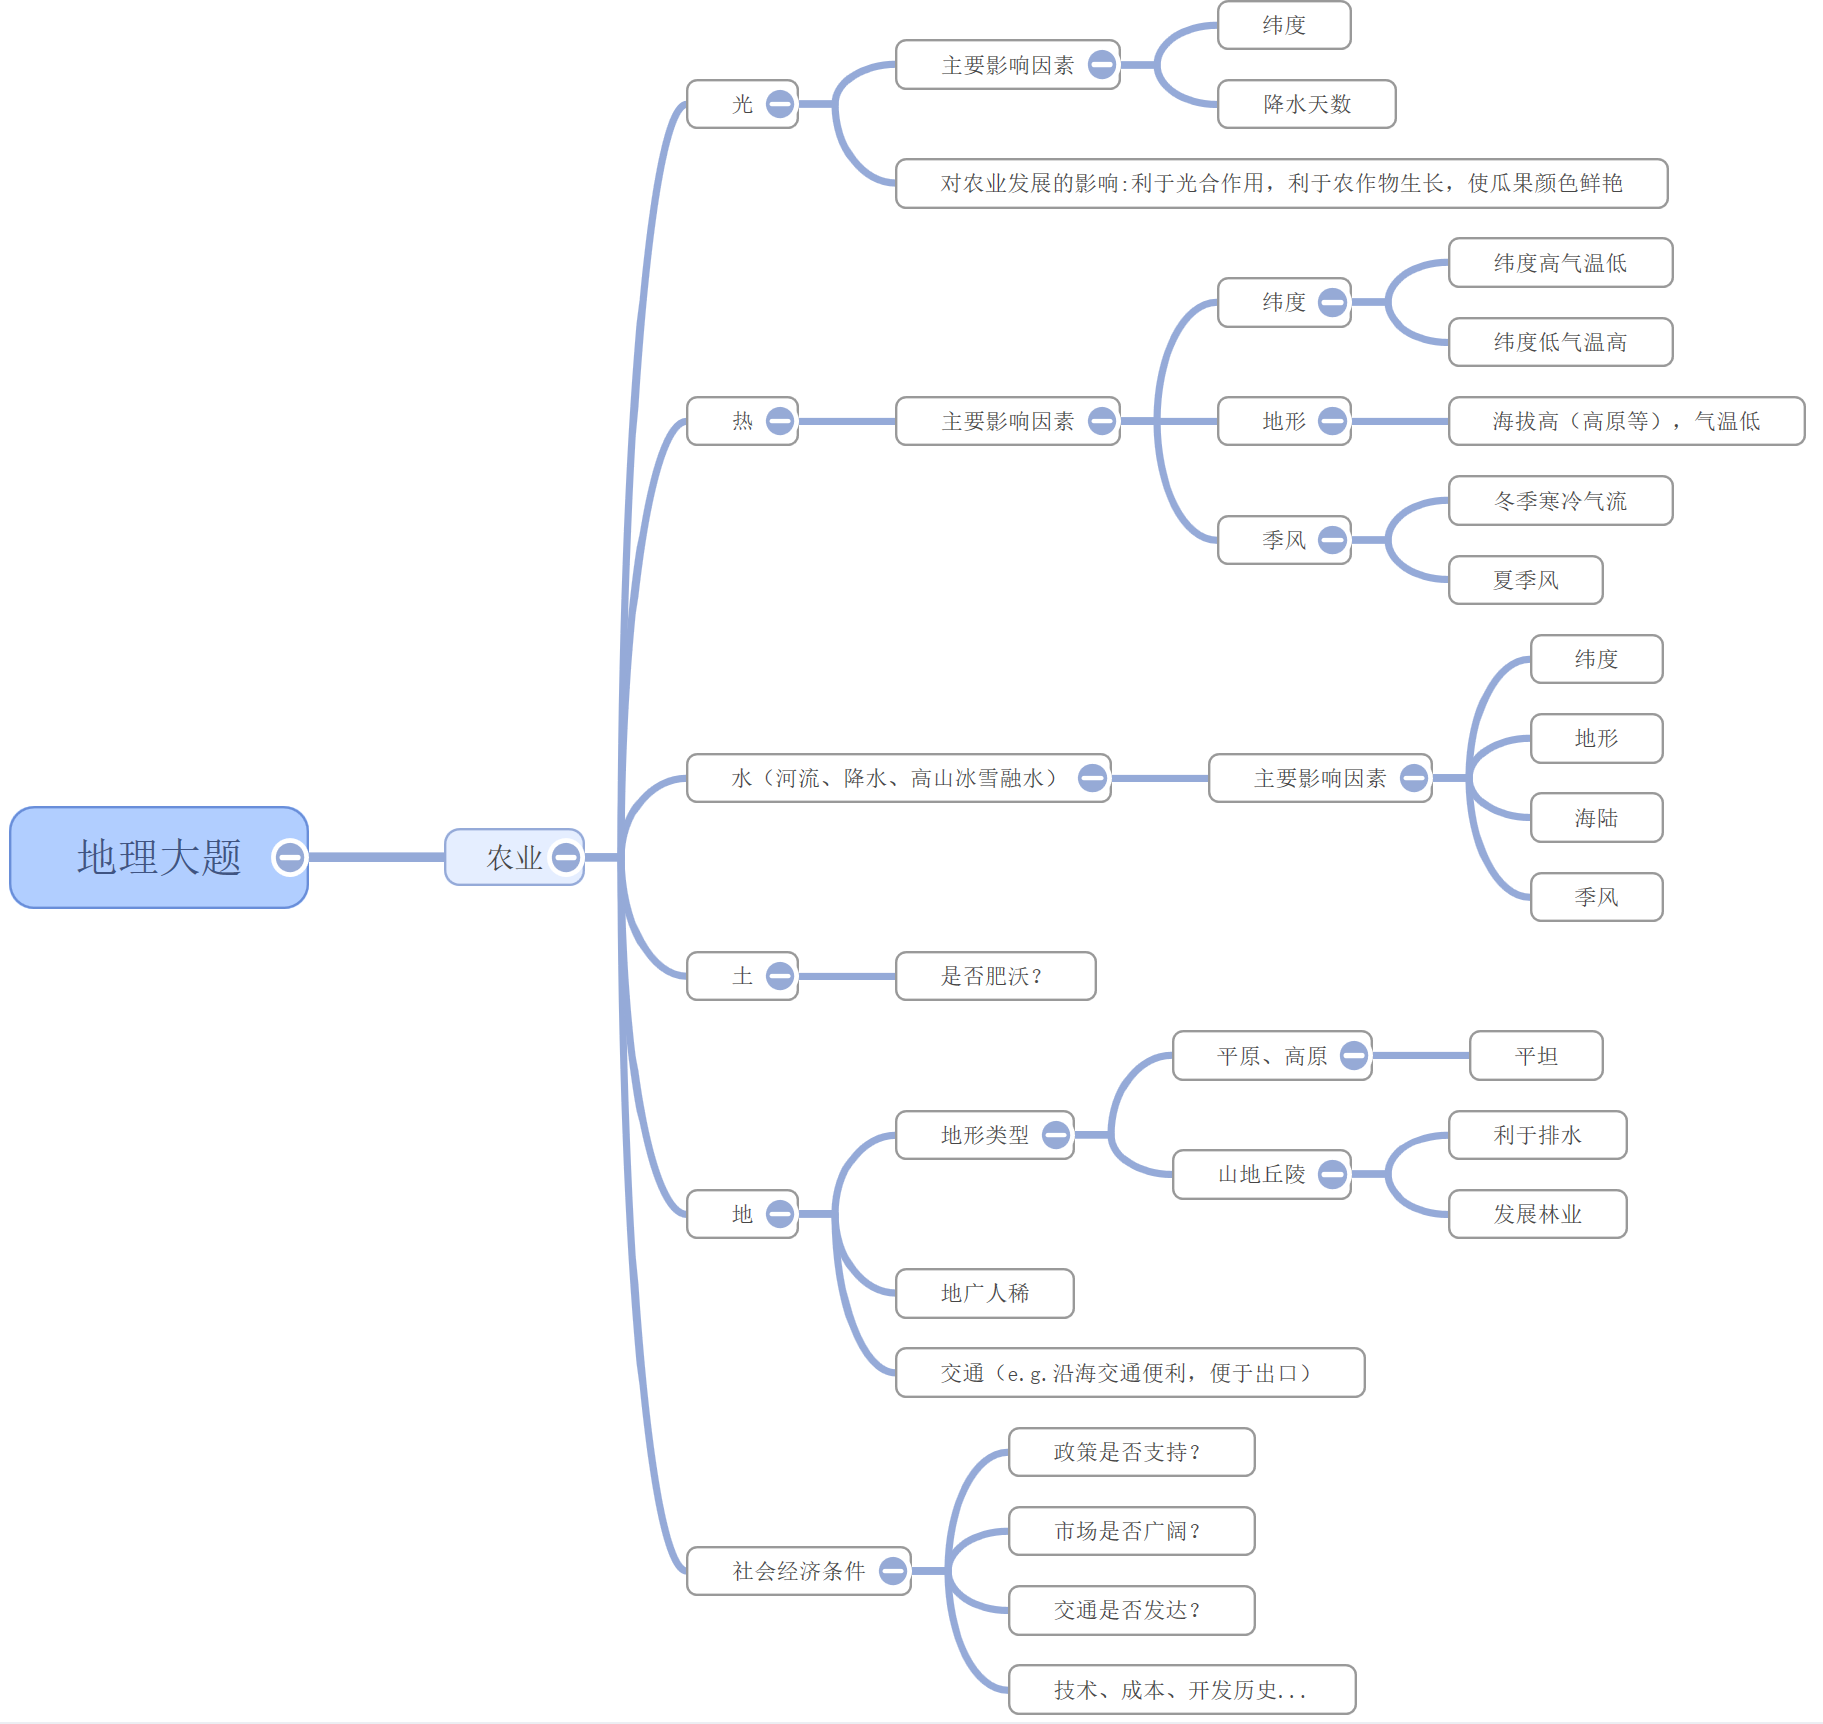 地理大题
农业
光
主要影响因素
纬度
降水天数
对农业发展的影响:利于光合作用，利于农作物生长，使瓜果颜色鲜艳
热
主要影响因素
纬度
纬度高气温低
纬度低气温高
地形
海拔高（高原等），气温低
季风
冬季寒冷气流
夏季风
水（河流、降水、高山冰雪融水）
主要影响因素
纬度
地形
海陆
季风
土
是否肥沃?
地
地形类型
平原、高原
平坦
山地丘陵
利于排水
发展林业
地广人稀
交通（e.g.沿海交通便利，便于出口）
社会经济条件
政策是否支持?
市场是否广阔?
交通是否发达?
技术、成本、开发历史...